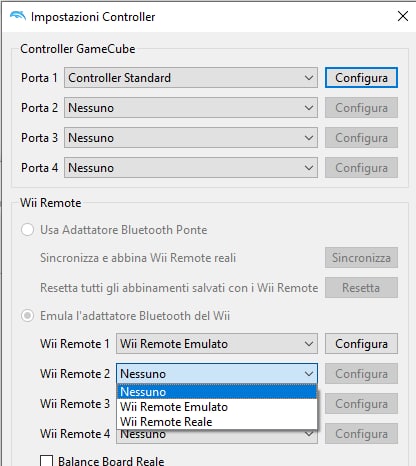 Impostazioni Controller
Controller GameCube
Porta 1 Controller Standard Configura
Porta 2 Nessuno Configura
Porta 3 Nessuno Configura
Porta 4 Nessuno Configura
Wii Remote
Usa Adattatore Bluetooth Ponte
Sincronizza e abbina Wii Remote reali Sincronizza
Resetta tutti gli abbinamenti salvati con i Wii Remote Resetta
Emula l'adattatore Bluetooth del Wii
Wii Remote 1 Wii Remote Emulato Configura
Wii Remote 2 Nessuno Configura
Nessuno
Wii Remote 3 Wii Remote Emulato Configura
Wii Remote Reale
Wii Remote 4 Nessuno Configura
Balance Board Reale